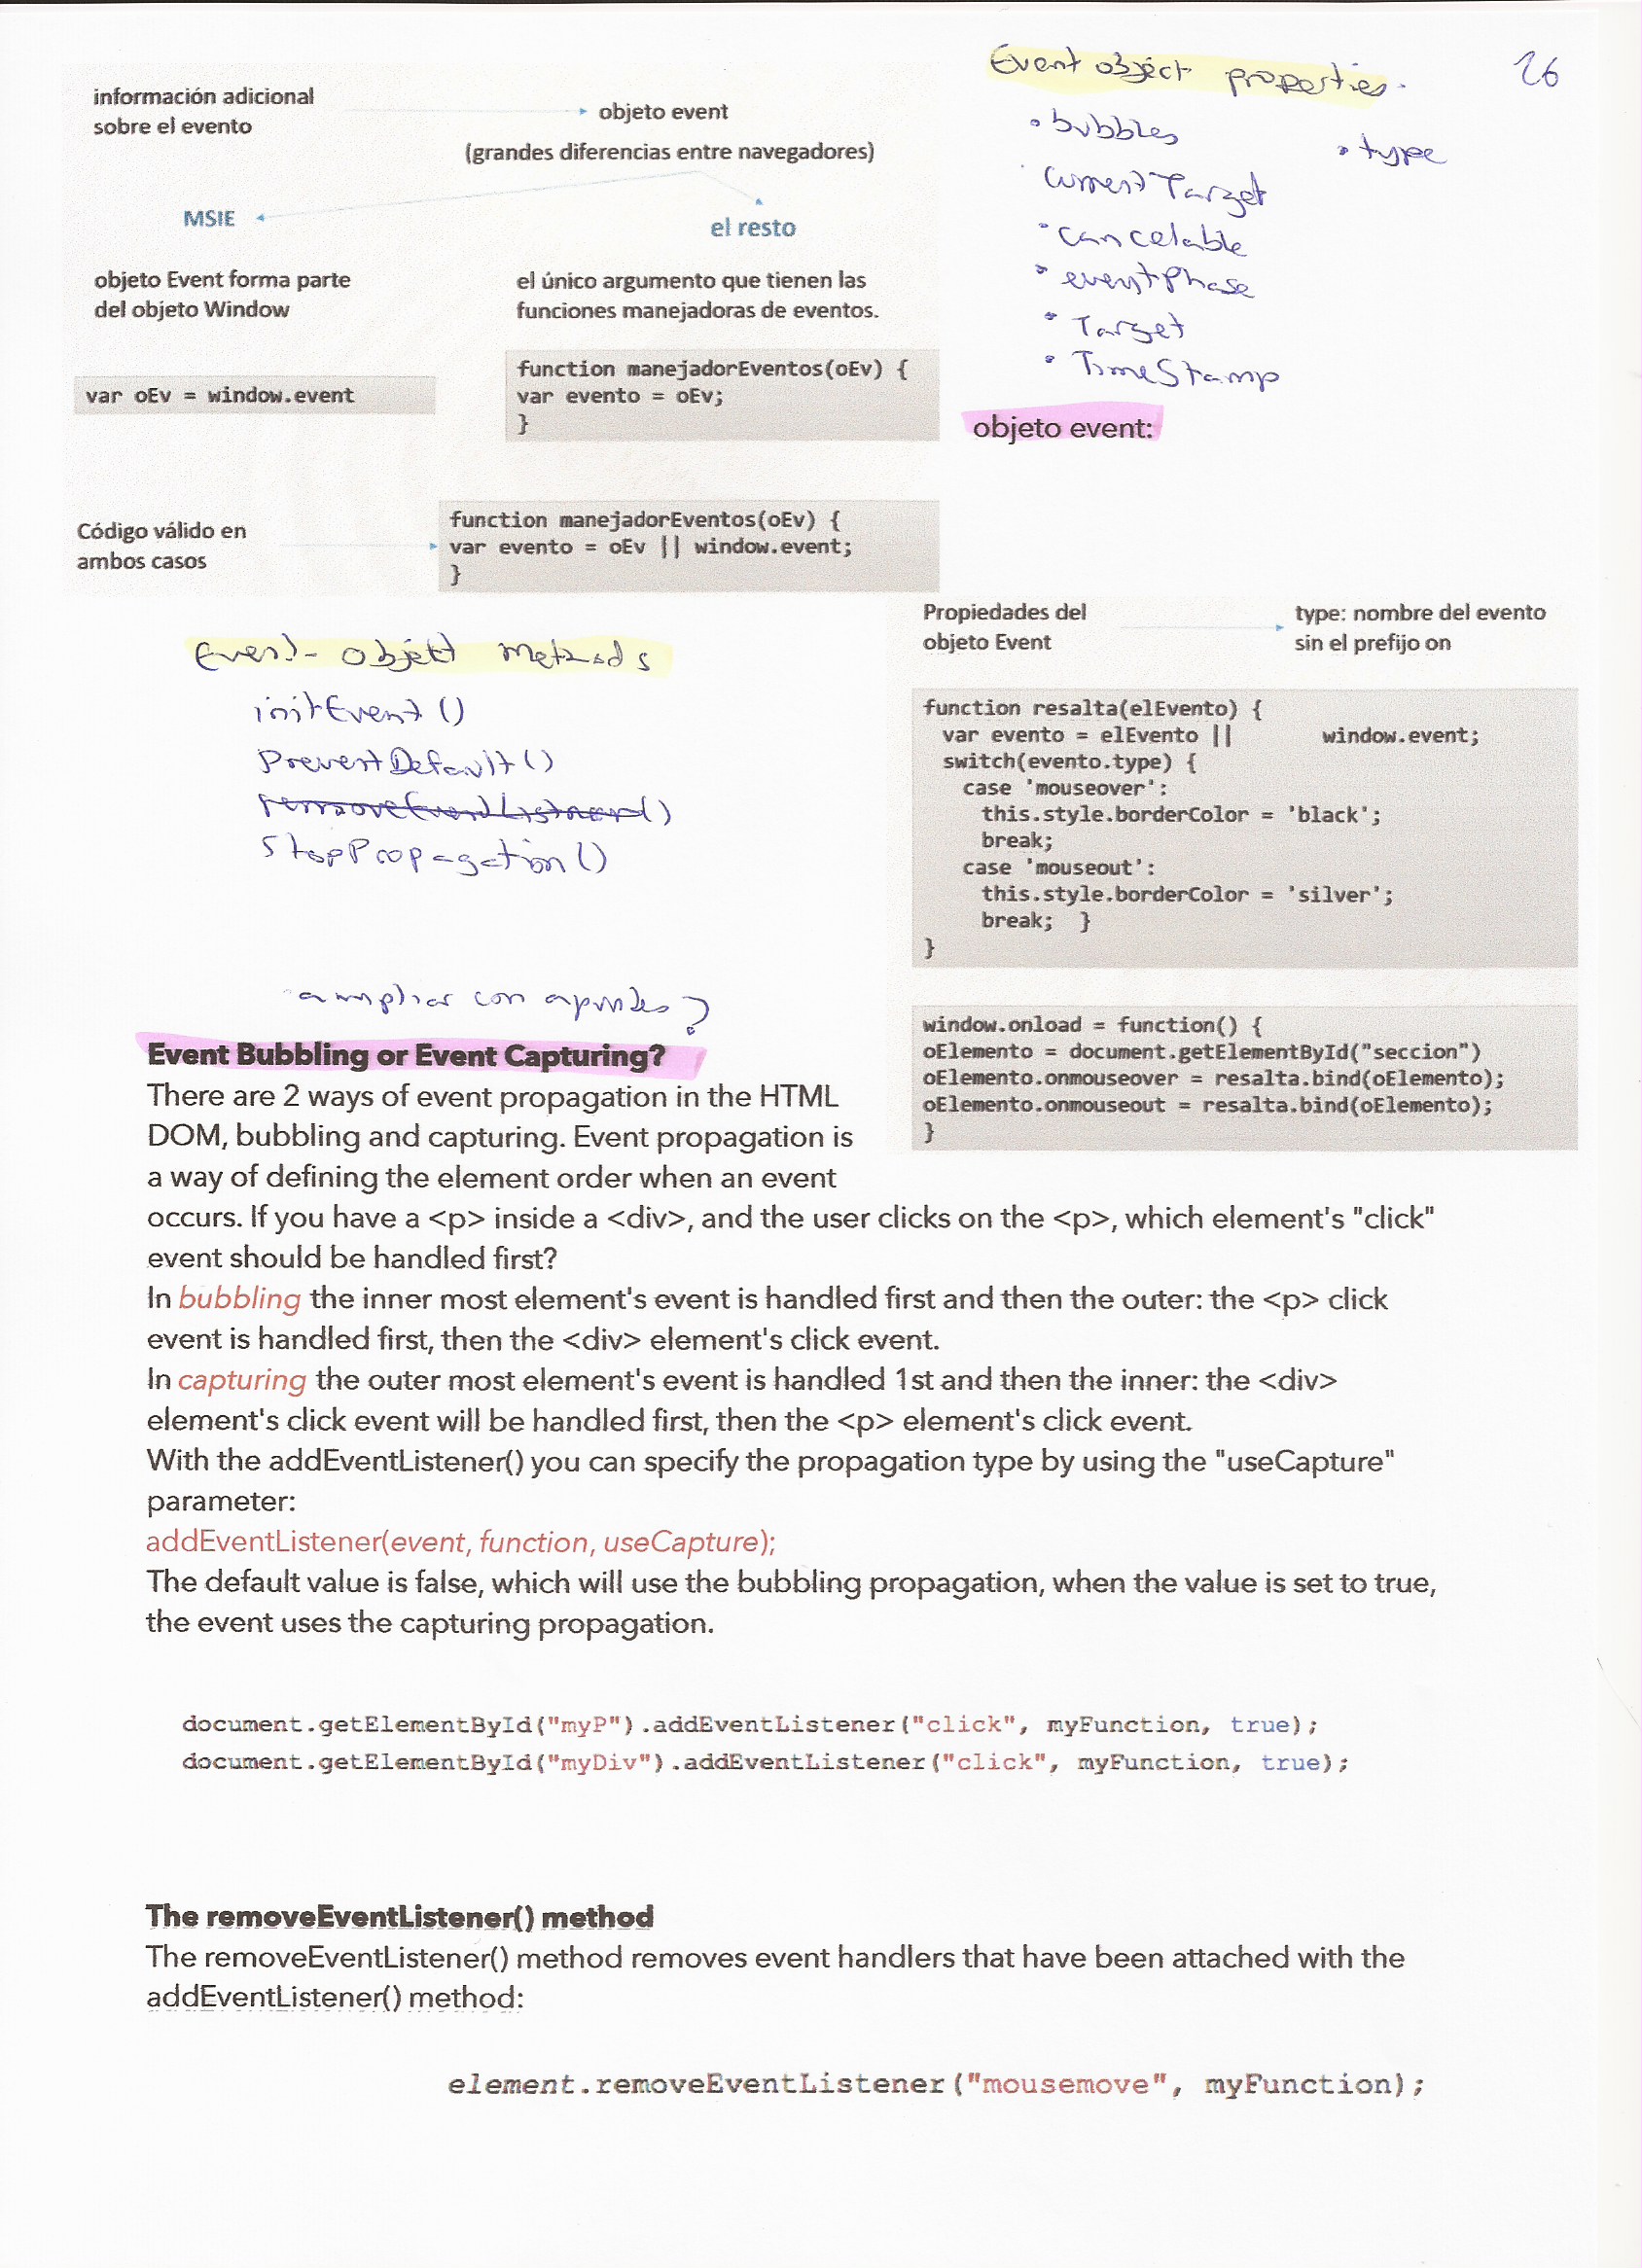 26
información adicional
sobre el evento
objeto event
(grandes diferencias entre navegadores)
MSIE
el resto
objeto Event forma parte
del objeto Window
el único argumento que tienen las
funciones manejadoras de eventos.
var oEv = window.event
function manejadorEventos(oEv) {
var evento = oEv;
}
Código válido en
ambos casos
function manejadorEventos(oEv) {
var evento = oEv || window.event;
}
Event object properties.
• bubbles
• type
currentTarget
• cancelable
• eventPhase
• Target
• TimeStamp
objeto event:
Event-Object Methods
initEvent()
PreventDefault()
removeEventListener()
StopPropagation()
Propiedades del
objeto Event
type: nombre del evento
sin el prefijo on
function resalta(elEvento) {
var evento = elEvento || window.event;
switch(evento.type) {
case 'mouseover':
this.style.borderColor = 'black';
break;
case 'mouseout':
this.style.borderColor = 'silver';
break; }
}
window.onload = function() {
oElemento = document.getElementById("seccion")
oElemento.onmouseover = resalta.bind(oElemento);
oElemento.onmouseout = resalta.bind(oElemento);
}
ampliar con apuntes?
Event Bubbling or Event Capturing?
There are 2 ways of event propagation in the HTML
DOM, bubbling and capturing. Event propagation is
a way of defining the element order when an event
occurs. If you have a <p> inside a <div>, and the user clicks on the <p>, which element's "click"
event should be handled first?
In bubbling the inner most element's event is handled first and then the outer: the <p> click
event is handled first, then the <div> element's click event.
In capturing the outer most element's event is handled 1st and then the inner: the <div>
element's click event will be handled first, then the <p> element's click event.
With the addEventListener() you can specify the propagation type by using the "useCapture"
parameter:
addEventListener(event, function, useCapture);
The default value is false, which will use the bubbling propagation, when the value is set to true,
the event uses the capturing propagation.
document.getElementById("myP").addEventListener("click", myFunction, true);
document.getElementById("myDiv").addEventListener("click", myFunction, true);
The removeEventListener() method
The removeEventListener() method removes event handlers that have been attached with the
addEventListener() method:
element.removeEventListener("mousemove", myFunction);